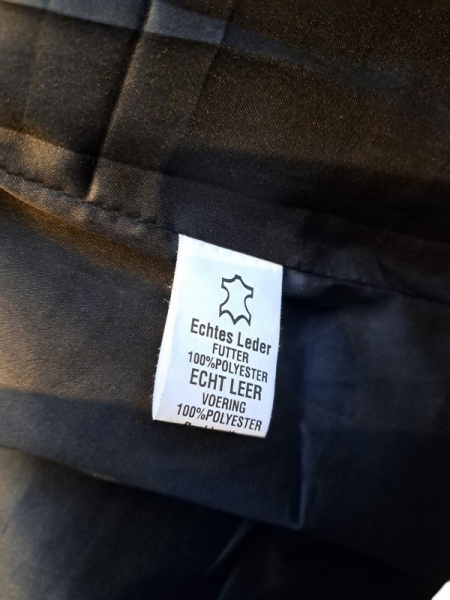 Echtes Leder
FUTTER
100%POLYESTER
ECHT LEER
VOERING
100%POLYESTER